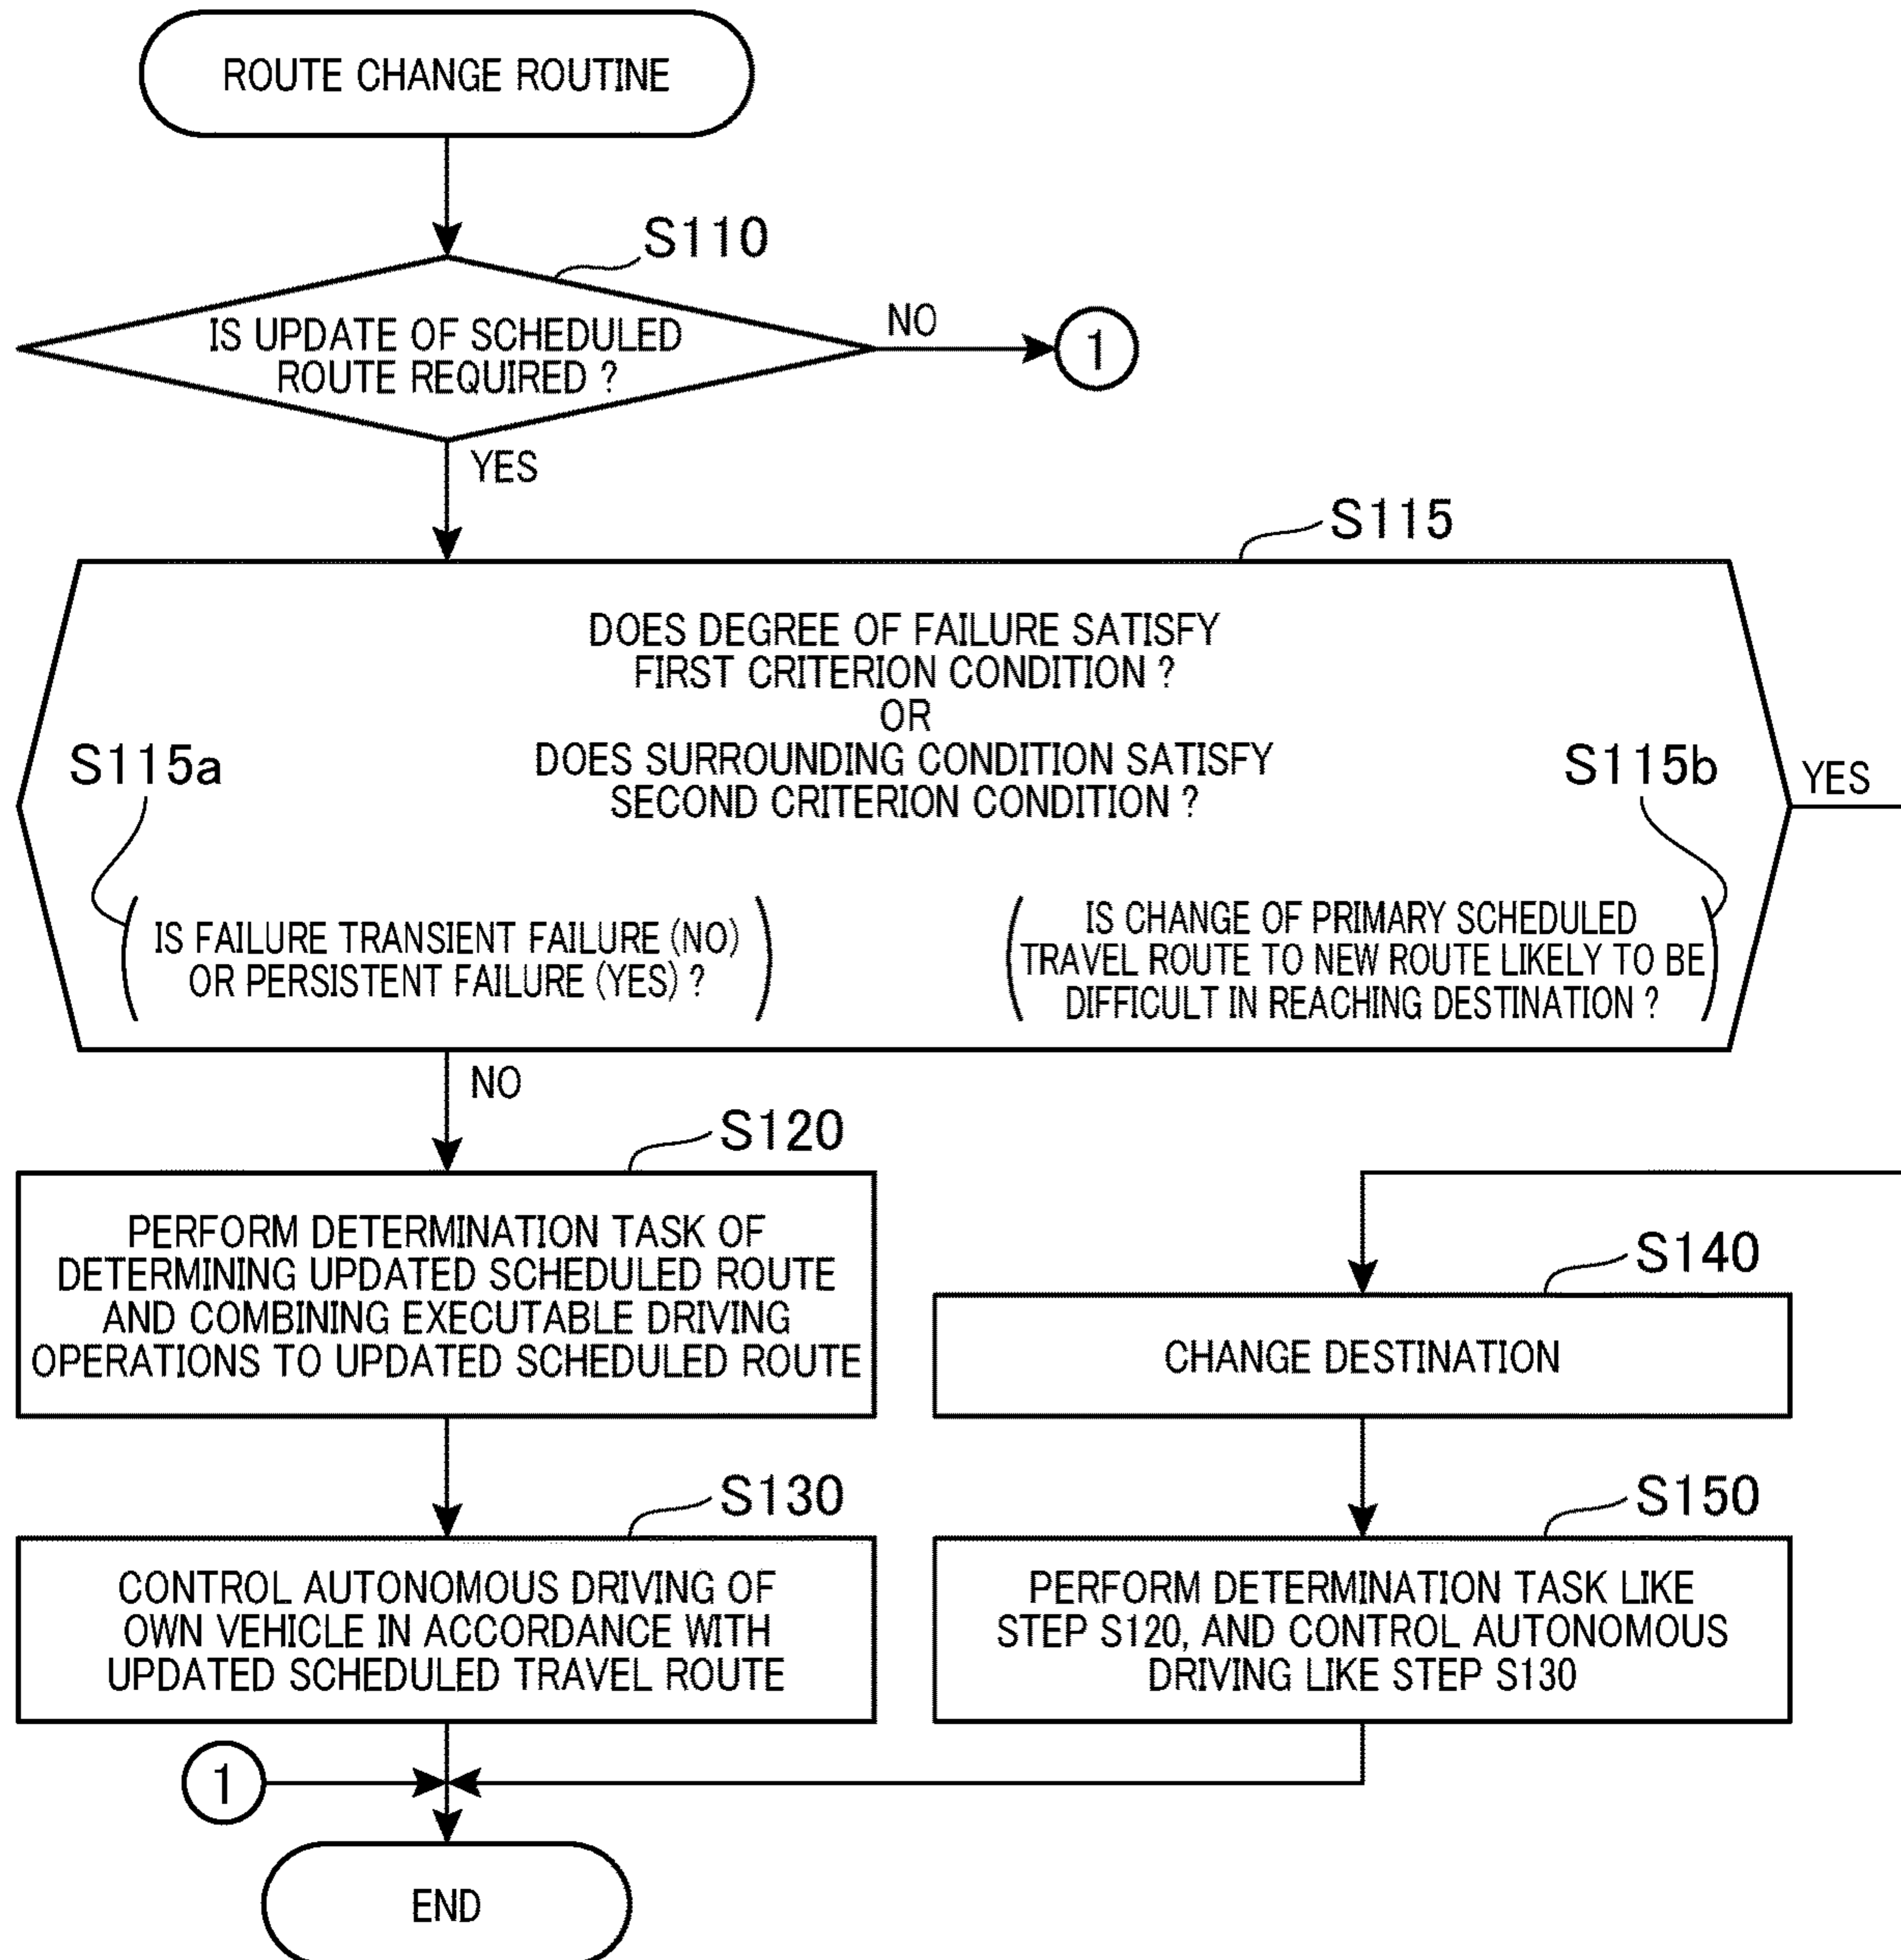 ROUTE CHANGE ROUTINE
S110
IS UPDATE OF SCHEDULED
ROUTE REQUIRED ?
NO
1
YES
S115
DOES DEGREE OF FAILURE SATISFY
FIRST CRITERION CONDITION ?
OR
DOES SURROUNDING CONDITION SATISFY
SECOND CRITERION CONDITION ?
S115a
S115b
YES
IS FAILURE TRANSIENT FAILURE (NO)
OR PERSISTENT FAILURE (YES) ?
IS CHANGE OF PRIMARY SCHEDULED
TRAVEL ROUTE TO NEW ROUTE LIKELY TO BE
DIFFICULT IN REACHING DESTINATION ?
NO
S120
PERFORM DETERMINATION TASK OF
DETERMINING UPDATED SCHEDULED ROUTE
AND COMBINING EXECUTABLE DRIVING
OPERATIONS TO UPDATED SCHEDULED ROUTE
S140
CHANGE DESTINATION
S130
CONTROL AUTONOMOUS DRIVING OF
OWN VEHICLE IN ACCORDANCE WITH
UPDATED SCHEDULED TRAVEL ROUTE
S150
PERFORM DETERMINATION TASK LIKE
STEP S120, AND CONTROL AUTONOMOUS
DRIVING LIKE STEP S130
1
END